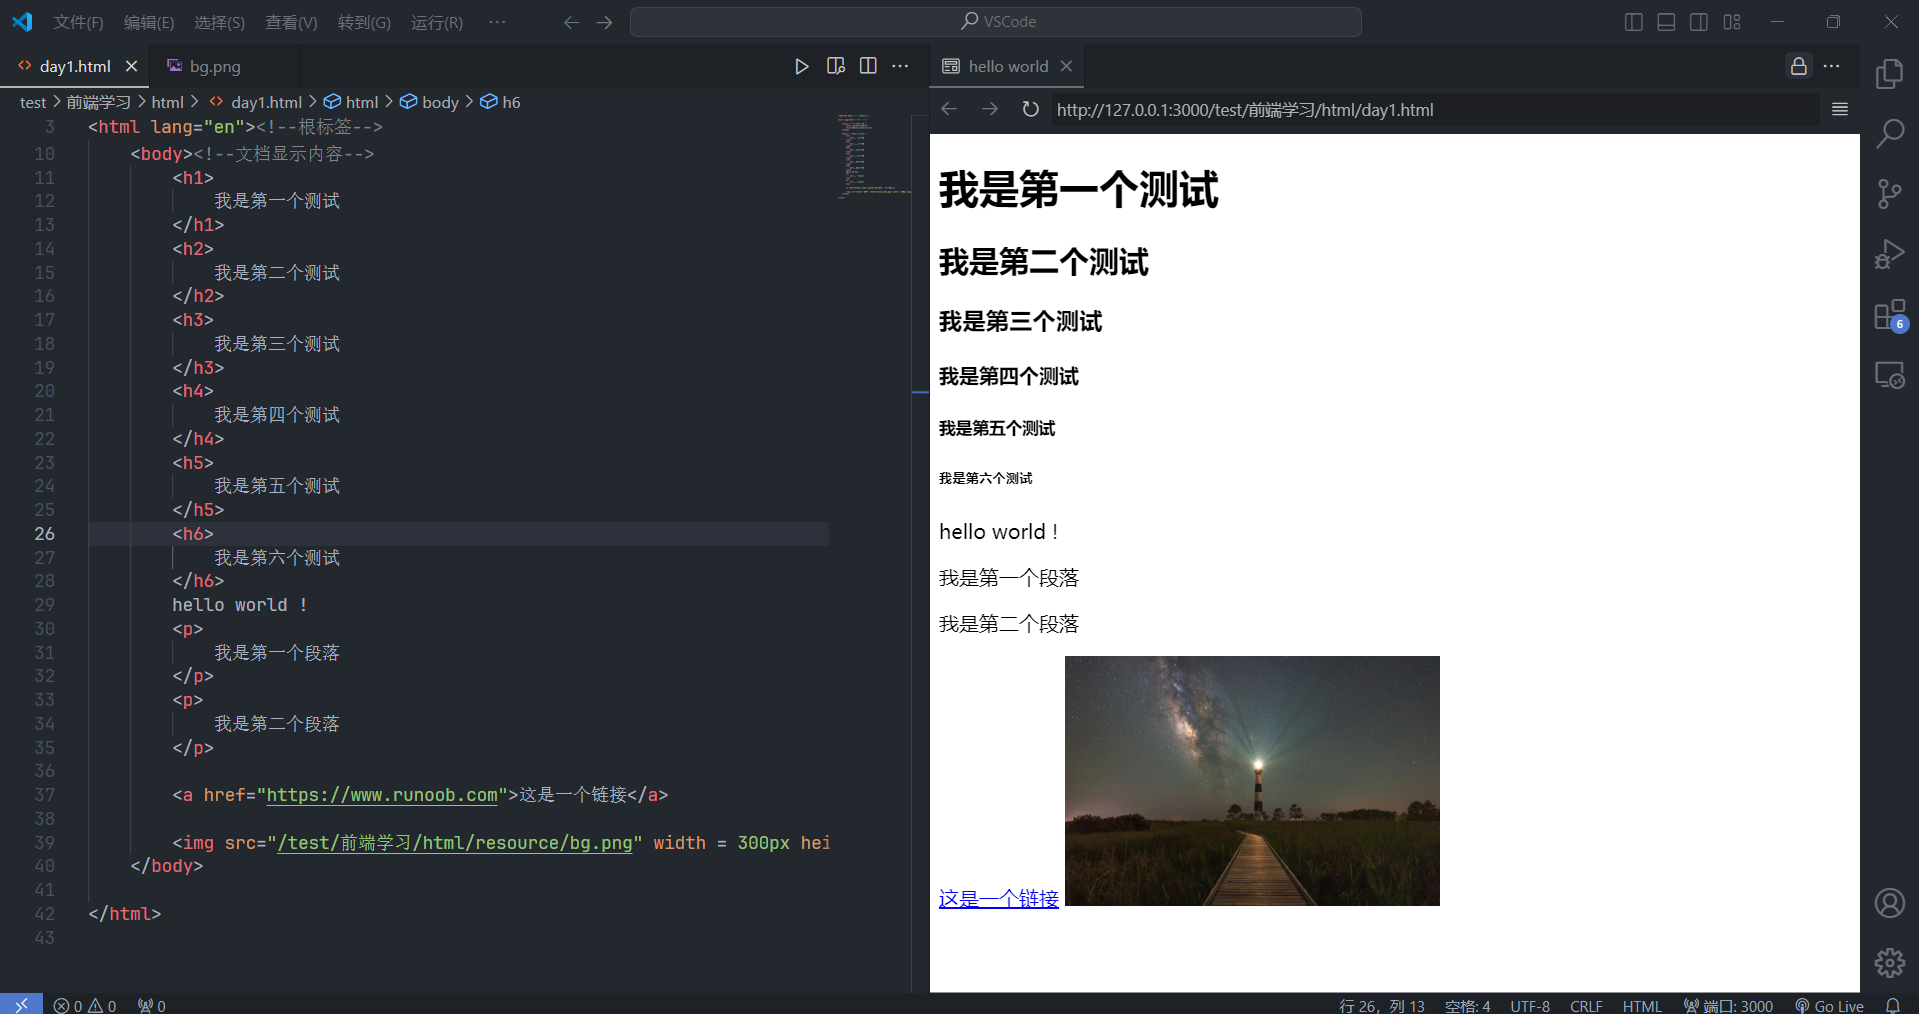 文件(F) 编辑(E) 选择(S) 查看(V) 转到(G) 运行(R) ··· VSCode
day1.html bg.png
hello world
test > 前端学习 > html > day1.html > html > body > h6
http://127.0.0.1:3000/test/前端学习/html/day1.html
3 <html lang="en"><!--根标签-->
10 <body><!--文档显示内容-->
11 <h1>
12 我是第一个测试
13 </h1>
14 <h2>
15 我是第二个测试
16 </h2>
17 <h3>
18 我是第三个测试
19 </h3>
20 <h4>
21 我是第四个测试
22 </h4>
23 <h5>
24 我是第五个测试
25 </h5>
26 <h6>
27 我是第六个测试
28 </h6>
29 hello world !
30 <p>
31 我是第一个段落
32 </p>
33 <p>
34 我是第二个段落
35 </p>
36
37 <a href="https://www.runoob.com">这是一个链接</a>
38
39 <img src="/test/前端学习/html/resource/bg.png" width = 300px hei
40 </body>
41
42 </html>
43
我是第一个测试
我是第二个测试
我是第三个测试
我是第四个测试
我是第五个测试
我是第六个测试
hello world !
我是第一个段落
我是第二个段落
这是一个链接
6
0 0 0 行 26, 列 13 空格: 4 UTF-8 CRLF HTML 端口: 3000 Go Live